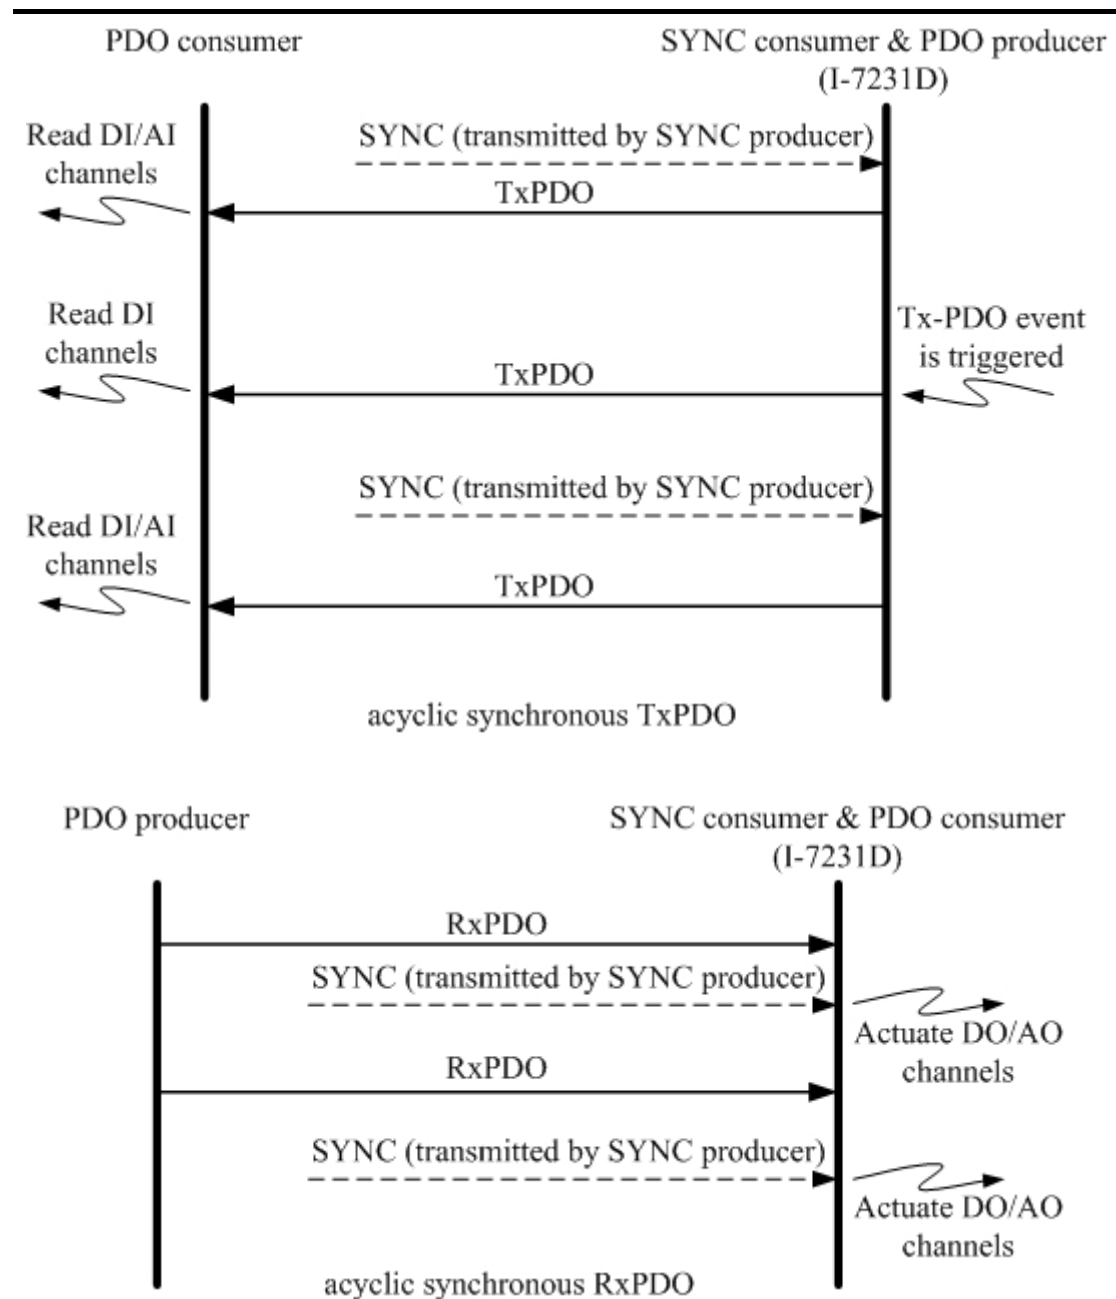 PDO consumer
SYNC consumer & PDO producer
(I-7231D)
Read DI/AI
channels
SYNC (transmitted by SYNC producer)
TxPDO
Read DI
channels
TxPDO
Tx-PDO event
is triggered
SYNC (transmitted by SYNC producer)
Read DI/AI
channels
TxPDO
acyclic synchronous TxPDO
PDO producer
SYNC consumer & PDO consumer
(I-7231D)
RxPDO
SYNC (transmitted by SYNC producer)
Actuate DO/AO
channels
RxPDO
SYNC (transmitted by SYNC producer)
Actuate DO/AO
channels
acyclic synchronous RxPDO